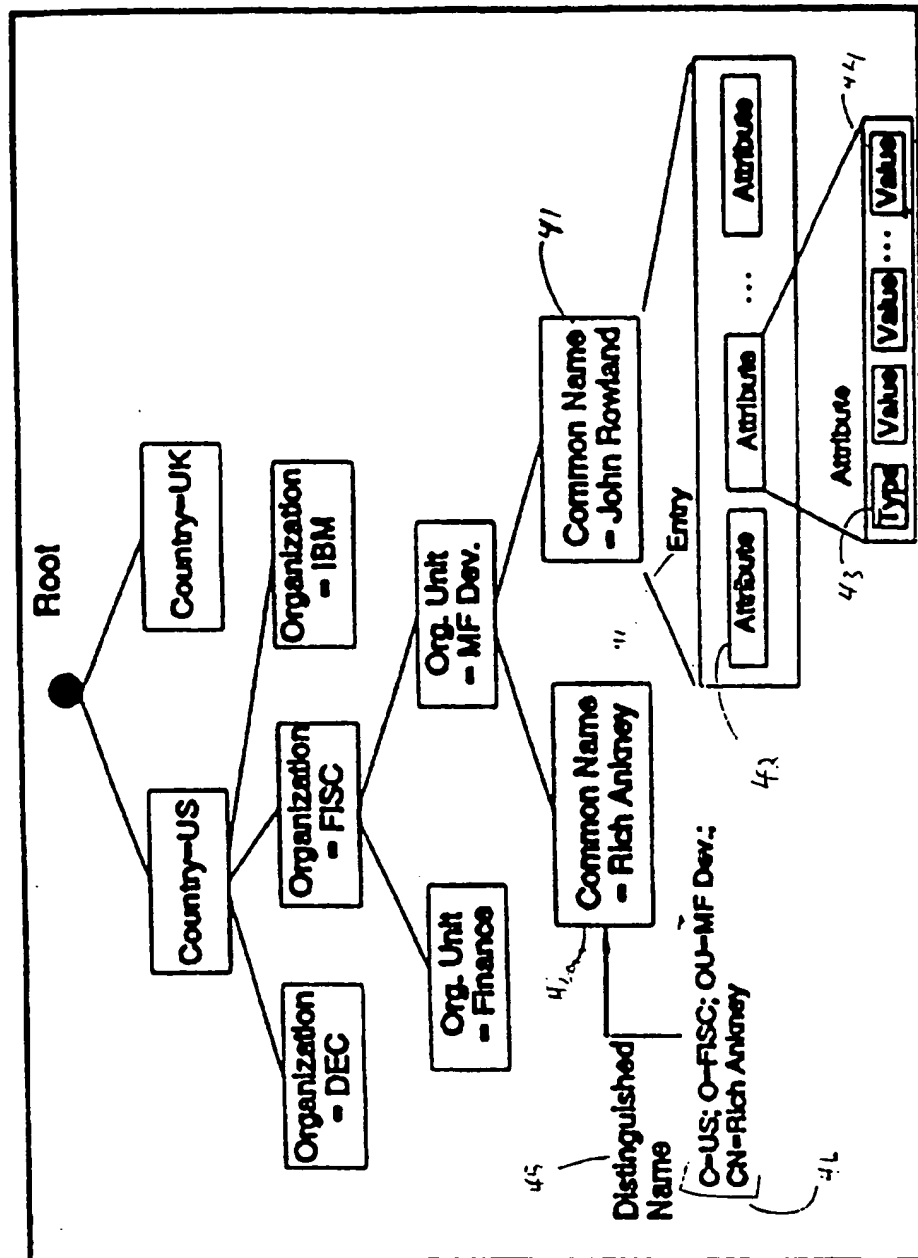 Root
Country=US
Country=UK
Organization
= DEC
Organization
= FISC
Organization
= IBM
Org. Unit
= Finance
Org. Unit
= MF Dev.
Common Name
= Rich Ankney
"
Common Name
= John Rowland
41
45
Distinguished
Name
C=US; O=FISC; OU=MF Dev.;
CN=Rich Ankney
46
Entry
Attribute
Attribute
...
Attribute
42
Attribute
43
Type
Value
Value
...
Value
44